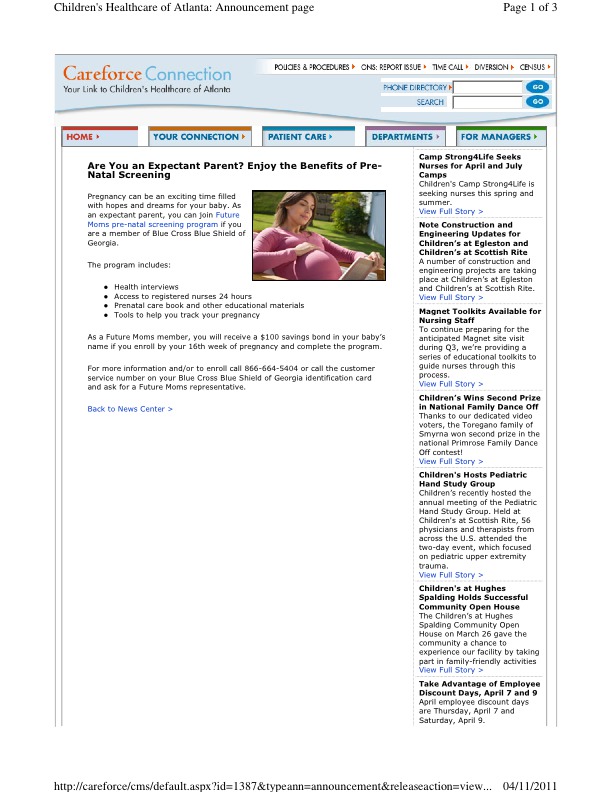 Children's Healthcare of Atlanta: Announcement page
Page 1 of 3
Careforce Connection
Your Link to Children's Healthcare of Atlanta
POLICIES & PROCEDURES
ONS: REPORT ISSUE
TIME CALL
DIVERSION
CENSUS
PHONE DIRECTORY
GO
SEARCH
GO
HOME
YOUR CONNECTION
PATIENT CARE
DEPARTMENTS
FOR MANAGERS
Are You an Expectant Parent? Enjoy the Benefits of Pre-
Natal Screening
Pregnancy can be an exciting time filled
with hopes and dreams for your baby. As
an expectant parent, you can join Future
Moms pre-natal screening program if you
are a member of Blue Cross Blue Shield of
Georgia.
The program includes:
● Health interviews
● Access to registered nurses 24 hours
● Prenatal care book and other educational materials
● Tools to help you track your pregnancy
As a Future Moms member, you will receive a $100 savings bond in your baby's
name if you enroll by your 16th week of pregnancy and complete the program.
For more information and/or to enroll call 866-664-5404 or call the customer
service number on your Blue Cross Blue Shield of Georgia identification card
and ask for a Future Moms representative.
Back to News Center >
Camp Strong4Life Seeks
Nurses for April and July
Camps
Children's Camp Strong4Life is
seeking nurses this spring and
summer.
View Full Story >
Note Construction and
Engineering Updates for
Children's at Egleston and
Children's at Scottish Rite
A number of construction and
engineering projects are taking
place at Children's at Egleston
and Children's at Scottish Rite.
View Full Story >
Magnet Toolkits Available for
Nursing Staff
To continue preparing for the
anticipated Magnet site visit
during Q3, we're providing a
series of educational toolkits to
guide nurses through this
process.
View Full Story >
Children's Wins Second Prize
in National Family Dance Off
Thanks to our dedicated video
voters, the Toregano family of
Smyrna won second prize in the
national Primrose Family Dance
Off contest!
View Full Story >
Children's Hosts Pediatric
Hand Study Group
Children's recently hosted the
annual meeting of the Pediatric
Hand Study Group. Held at
Children's at Scottish Rite, 56
physicians and therapists from
across the U.S. attended the
two-day event, which focused
on pediatric upper extremity
trauma.
View Full Story >
Children's at Hughes
Spalding Holds Successful
Community Open House
The Children's at Hughes
Spalding Community Open
House on March 26 gave the
community a chance to
experience our facility by taking
part in family-friendly activities
View Full Story >
Take Advantage of Employee
Discount Days, April 7 and 9
April employee discount days
are Thursday, April 7 and
Saturday, April 9.
http://careforce/cms/default.aspx?id=1387&typeann=announcement&releaseaction=view...
04/11/2011